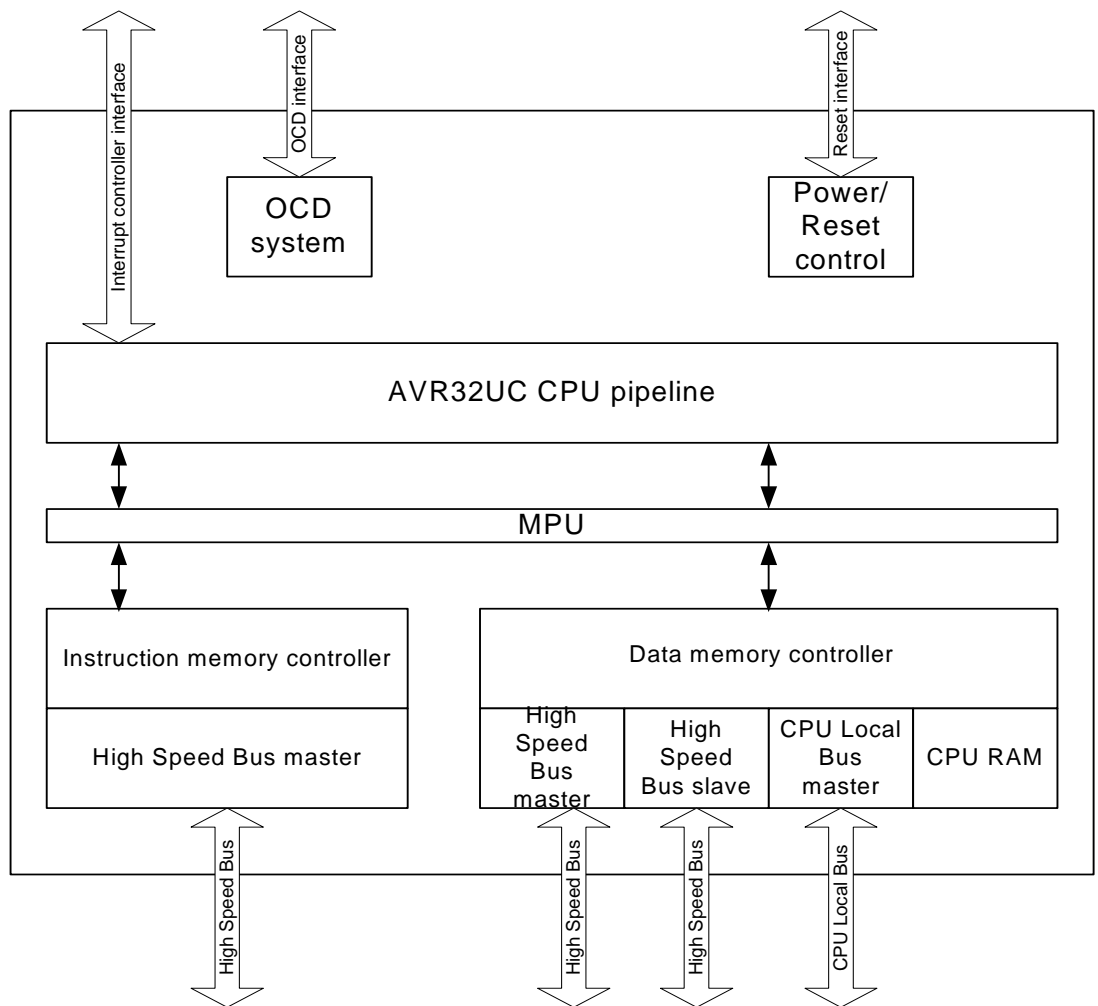 Interrupt controller interface
OCD interface
Reset interface
OCD
system
Power/
Reset
control
AVR32UC CPU pipeline
MPU
Instruction memory controller
Data memory controller
High Speed Bus master
High
Speed
Bus
master
High
Speed
Bus slave
CPU Local
Bus
master
CPU RAM
High Speed Bus
High Speed Bus
High Speed Bus
CPU Local Bus